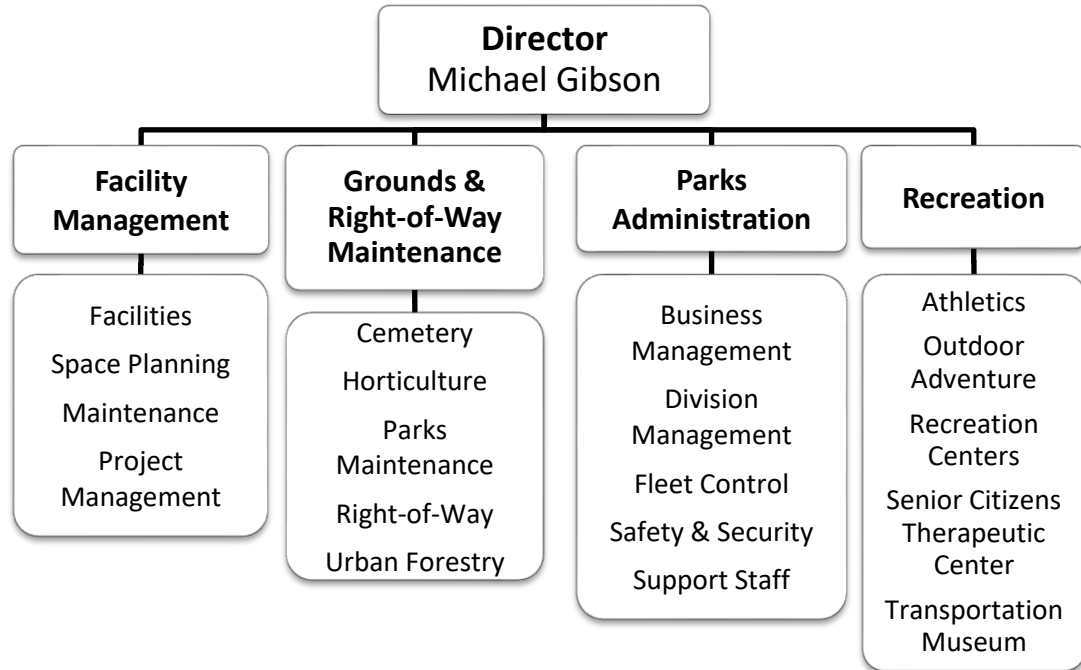 Director
Michael Gibson
Facility
Management
Facilities
Space Planning
Maintenance
Project
Management
Grounds &
Right-of-Way
Maintenance
Cemetery
Horticulture
Parks
Maintenance
Right-of-Way
Urban Forestry
Parks
Administration
Business
Management
Division
Management
Fleet Control
Safety & Security
Support Staff
Recreation
Athletics
Outdoor
Adventure
Recreation
Centers
Senior Citizens
Therapeutic
Center
Transportation
Museum